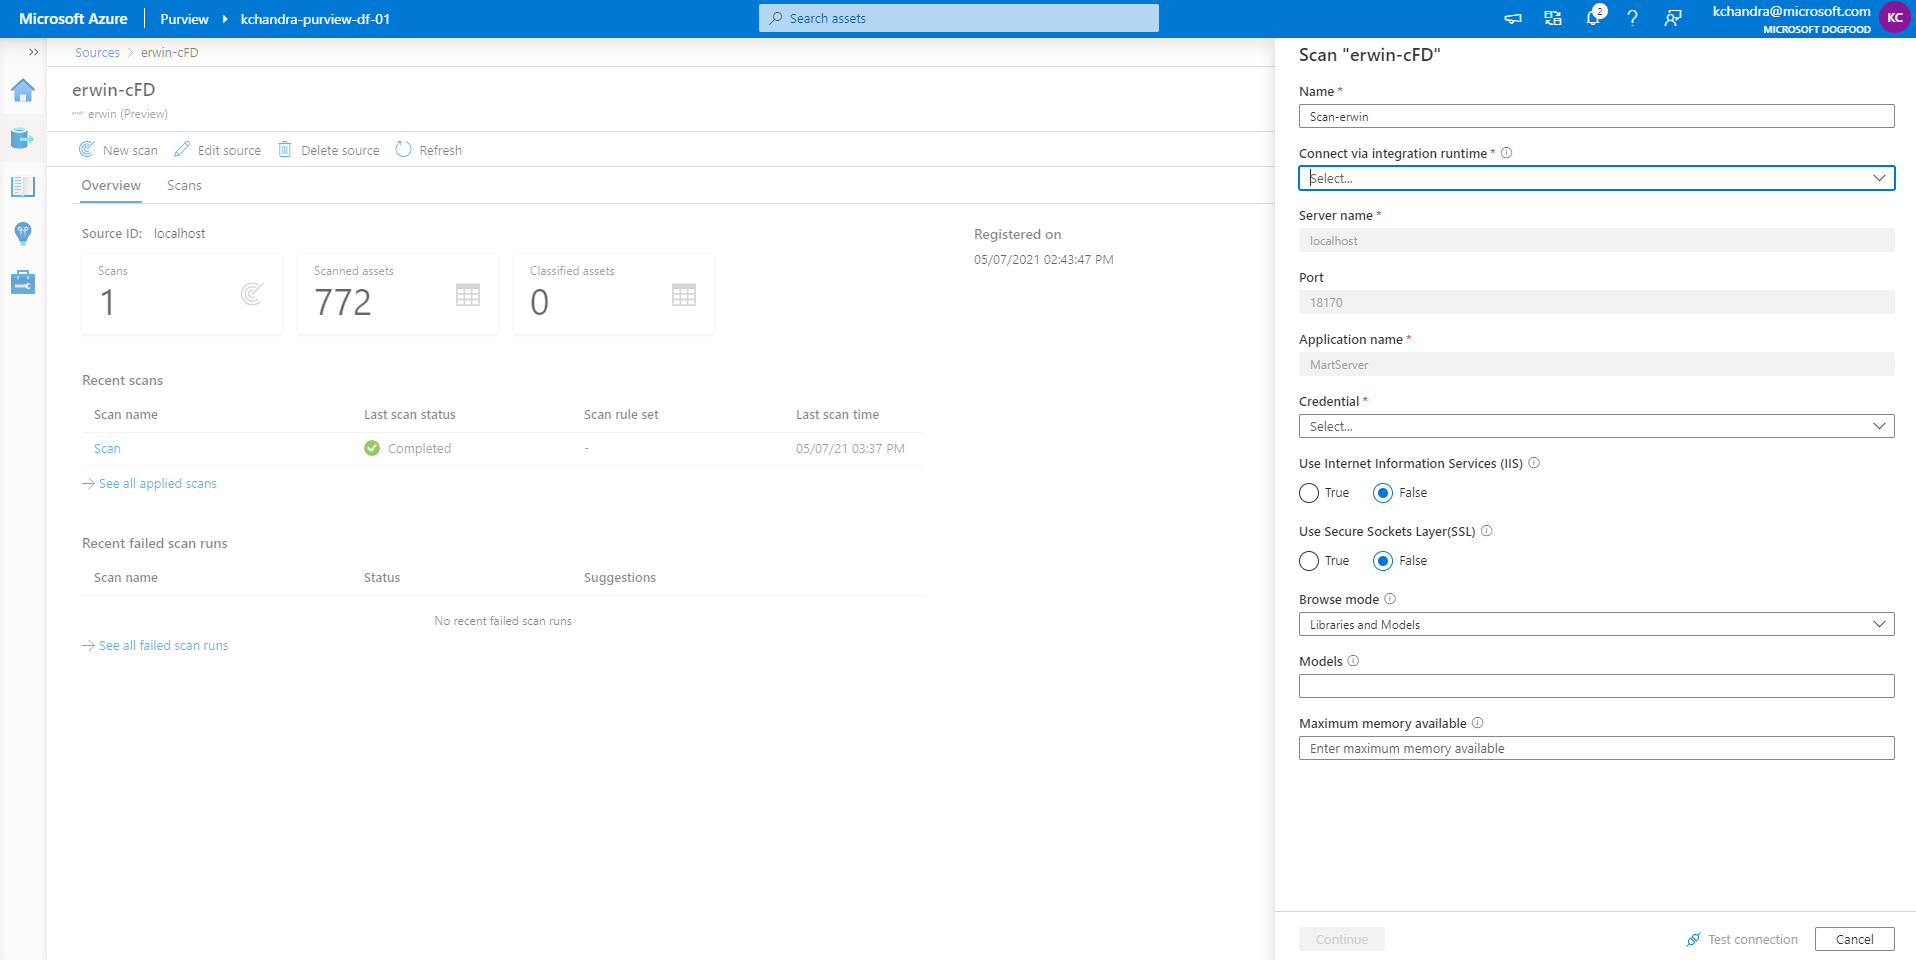 Microsoft Azure
Purview
kchandra-purview-df-01
Search assets
2
kchandra@microsoft.com
MICROSOFT DOGFOOD
KC
Sources
erwin-cFD
erwin-cFD
erwin (Preview)
New scan
Edit source
Delete source
Refresh
Overview
Scans
Source ID: localhost
Registered on
05/07/2021 02:43:47 PM
Scans
1
Scanned assets
772
Classified assets
0
Recent scans
Scan name
Last scan status
Scan rule set
Last scan time
Scan
Completed
-
05/07/21 03:37 PM
See all applied scans
Recent failed scan runs
Scan name
Status
Suggestions
No recent failed scan runs
See all failed scan runs
Scan "erwin-cFD"
Name *
Scan-erwin
Connect via integration runtime *
Select...
Server name *
localhost
Port
18170
Application name *
MartServer
Credential *
Select...
Use Internet Information Services (IIS)
True
False
Use Secure Sockets Layer(SSL)
True
False
Browse mode
Libraries and Models
Models
Maximum memory available
Enter maximum memory available
Continue
Test connection
Cancel